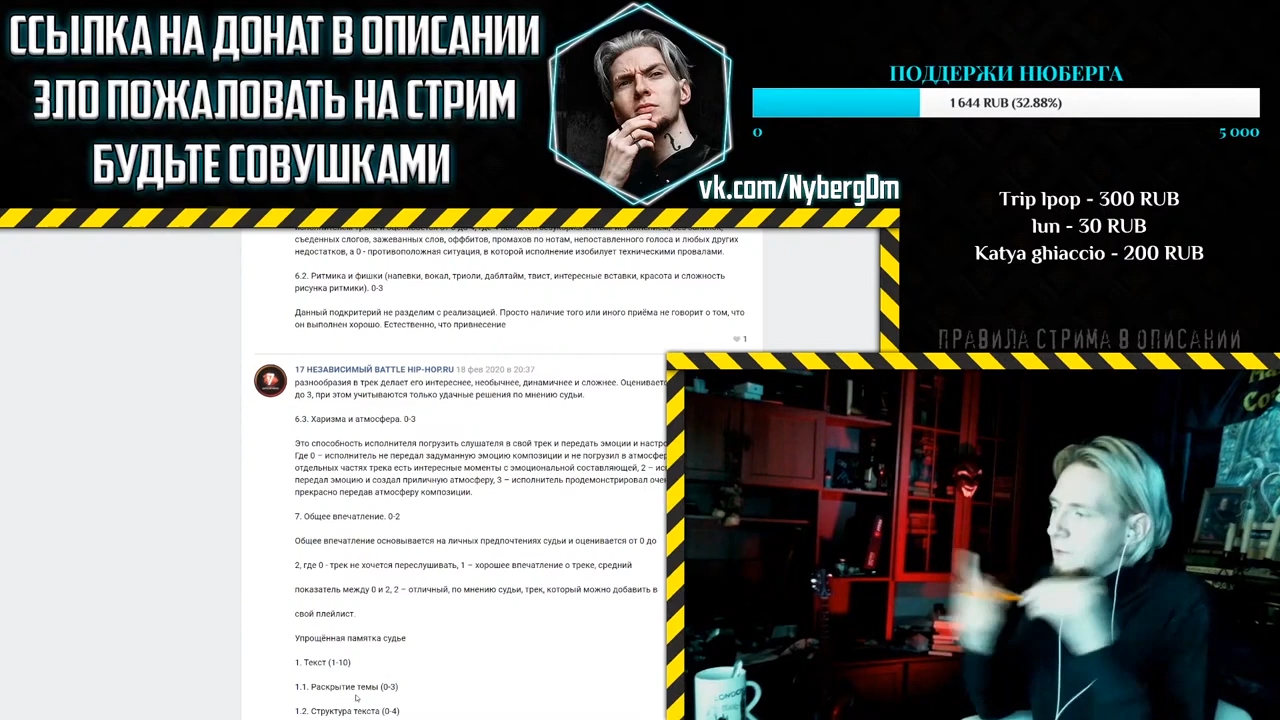 ССЫЛКА НА ДОНАТ В ОПИСАНИИ
ЗЛО ПОЖАЛОВАТЬ НА СТРИМ
БУДЬТЕ СОВУШКАМИ
vk.com/NybergDm
ПОДДЕРЖИ НЮБЕРГА
1 644 RUB (32.88%)
0
5 000
Trip lpop - 300 RUB
lun - 30 RUB
Katya ghiaccio - 200 RUB
ПРАВИЛА СТРИМА В ОПИСАНИИ
съеденных слогов, зажеванных слов, оффбитов, промахов по нотам, непоставленного голоса и любых других
недостатков, а 0 - противоположная ситуация, в которой исполнение изобилует техническими провалами.
6.2. Ритмика и фишки (напевки, вокал, триоли, даблтайм, твист, интересные вставки, красота и сложность
рисунка ритмики). 0-3
Данный подкритерий не разделим с реализацией. Просто наличие того или иного приёма не говорит о том, что
он выполнен хорошо. Естественно, что привнесение
1
17 НЕЗАВИСИМЫЙ BATTLE HIP-HOP.RU 18 фев 2020 в 20:37
разнообразия в трек делает его интереснее, необычнее, динамичнее и сложнее. Оценивает
до 3, при этом учитываются только удачные решения по мнению судьи.
6.3. Харизма и атмосфера. 0-3
Это способность исполнителя погрузить слушателя в свой трек и передать эмоции и настро
Где 0 – исполнитель не передал задуманную эмоцию композиции и не погрузил в атмосфер
отдельных частях трека есть интересные моменты с эмоциональной составляющей, 2 – ис
передал эмоцию и создал приличную атмосферу, 3 – исполнитель продемонстрировал оче
прекрасно передав атмосферу композиции.
7. Общее впечатление. 0-2
Общее впечатление основывается на личных предпочтениях судьи и оценивается от 0 до
2, где 0 - трек не хочется переслушивать, 1 – хорошее впечатление о треке, средний
показатель между 0 и 2, 2 – отличный, по мнению судьи, трек, который можно добавить в
свой плейлист.
Упрощённая памятка судье
1. Текст (1-10)
1.1. Раскрытие темы (0-3)
1.2. Структура текста (0-4)
LONDON